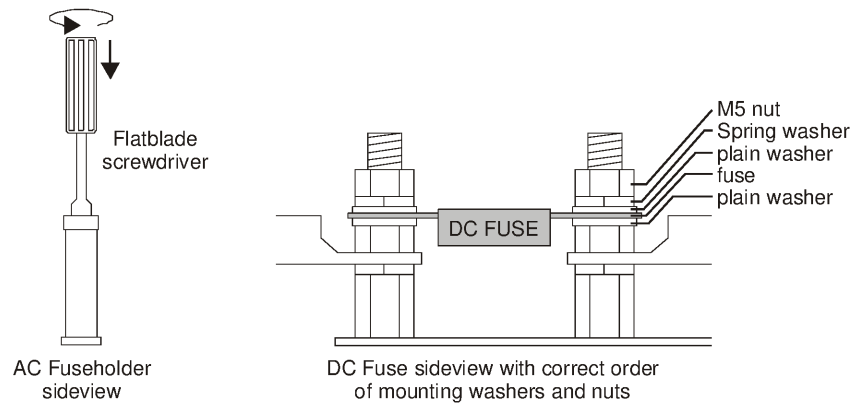 Flatblade
screwdriver
AC Fuseholder
sideview
M5 nut
Spring washer
plain washer
fuse
plain washer
DC FUSE
DC Fuse sideview with correct order
of mounting washers and nuts